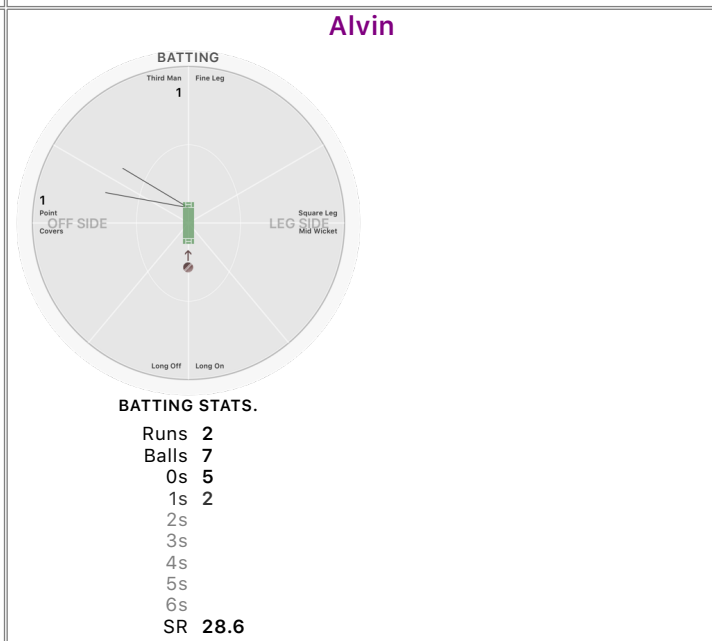 Alvin
BATTING
Third Man Fine Leg
1
1
Point Square Leg
OFF SIDE LEG SIDE
Covers Mid Wicket
Long Off Long On
BATTING STATS.
Runs 2
Balls 7
0s 5
1s 2
2s
3s
4s
5s
6s
SR 28.6